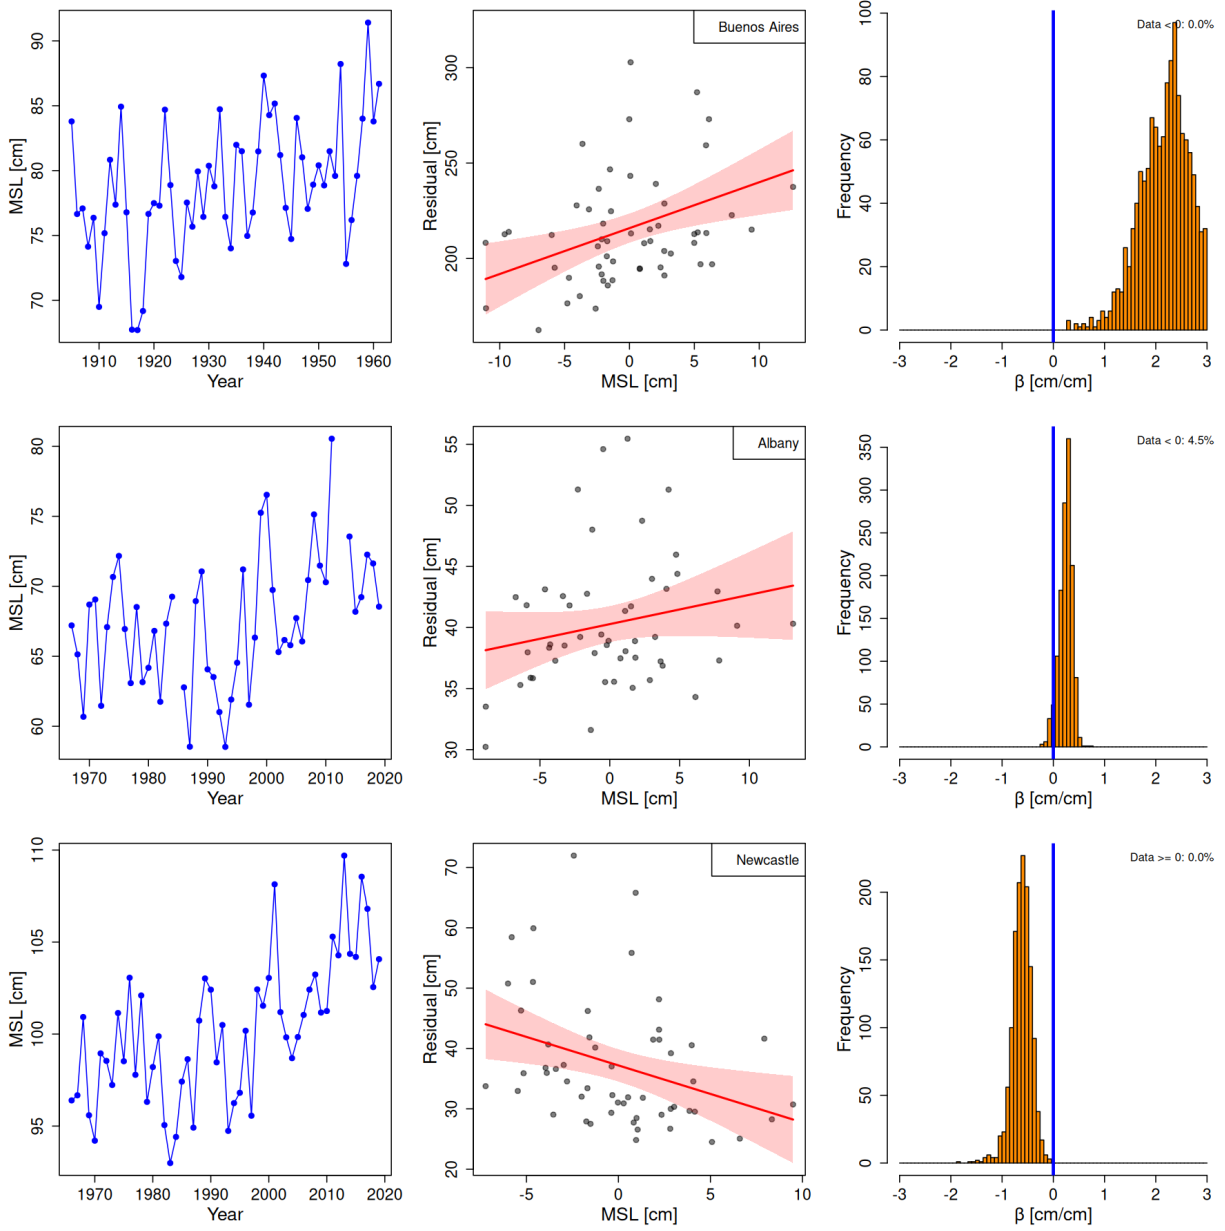 MSL [cm]
90
85
80
75
70
1910 1920 1930 1940 1950 1960
Year
Buenos Aires
Residual [cm]
300
250
200
-10 -5 0 5 10
MSL [cm]
Data < 0: 0.0%
Frequency
100
80
60
40
20
0
-3 -2 -1 0 1 2 3
β [cm/cm]
MSL [cm]
80
75
70
65
60
1970 1980 1990 2000 2010 2020
Year
Albany
Residual [cm]
55
50
45
40
35
30
-5 0 5 10
MSL [cm]
Data < 0: 4.5%
Frequency
350
300
250
200
150
100
50
0
-3 -2 -1 0 1 2 3
β [cm/cm]
MSL [cm]
110
105
100
95
1970 1980 1990 2000 2010 2020
Year
Newcastle
Residual [cm]
70
60
50
40
30
20
-5 0 5 10
MSL [cm]
Data >= 0: 0.0%
Frequency
200
150
100
50
0
-3 -2 -1 0 1 2 3
β [cm/cm]